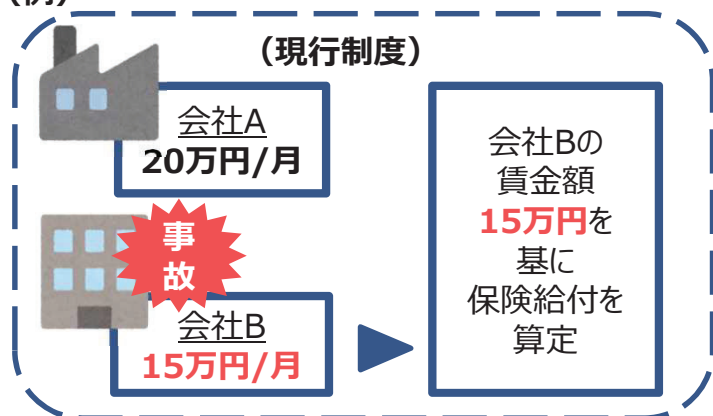 （例）
（現行制度）
会社A
20万円/月
事
故
会社B
15万円/月
会社Bの
賃金額
15万円を
基に
保険給付を
算定